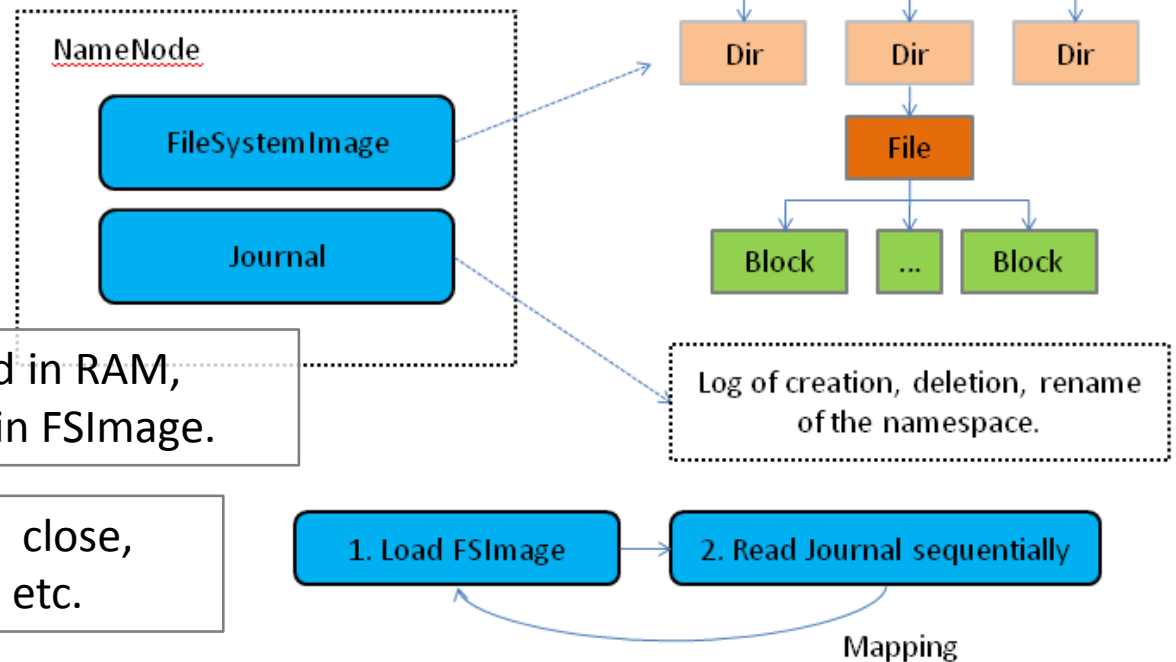 NameNode
FileSystemImage
Journal
Dir
Dir
Dir
File
Block
...
Block
in RAM,
in FSImage.
Log of creation, deletion, rename
of the namespace.
close,
etc.
1. Load FSImage
2. Read Journal sequentially
Mapping